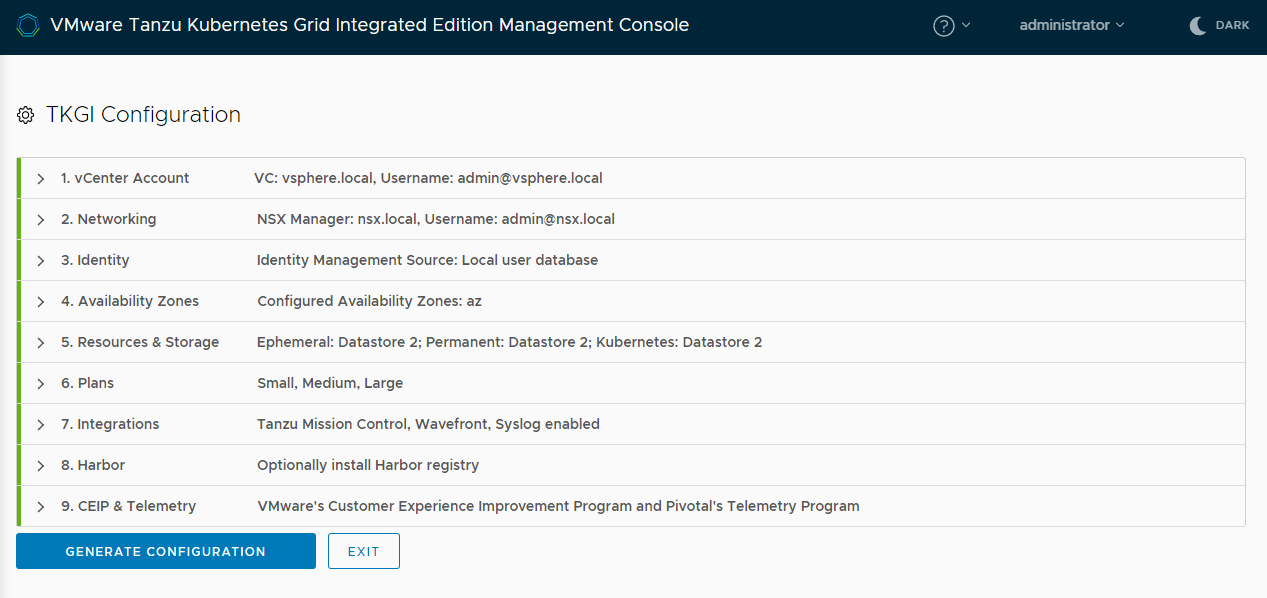 VMware Tanzu Kubernetes Grid Integrated Edition Management Console
?
administrator
DARK
TKGI Configuration
1. vCenter Account VC: vsphere.local, Username: admin@vsphere.local
2. Networking NSX Manager: nsx.local, Username: admin@nsx.local
3. Identity Identity Management Source: Local user database
4. Availability Zones Configured Availability Zones: az
5. Resources & Storage Ephemeral: Datastore 2; Permanent: Datastore 2; Kubernetes: Datastore 2
6. Plans Small, Medium, Large
7. Integrations Tanzu Mission Control, Wavefront, Syslog enabled
8. Harbor Optionally install Harbor registry
9. CEIP & Telemetry VMware's Customer Experience Improvement Program and Pivotal's Telemetry Program
GENERATE CONFIGURATION EXIT